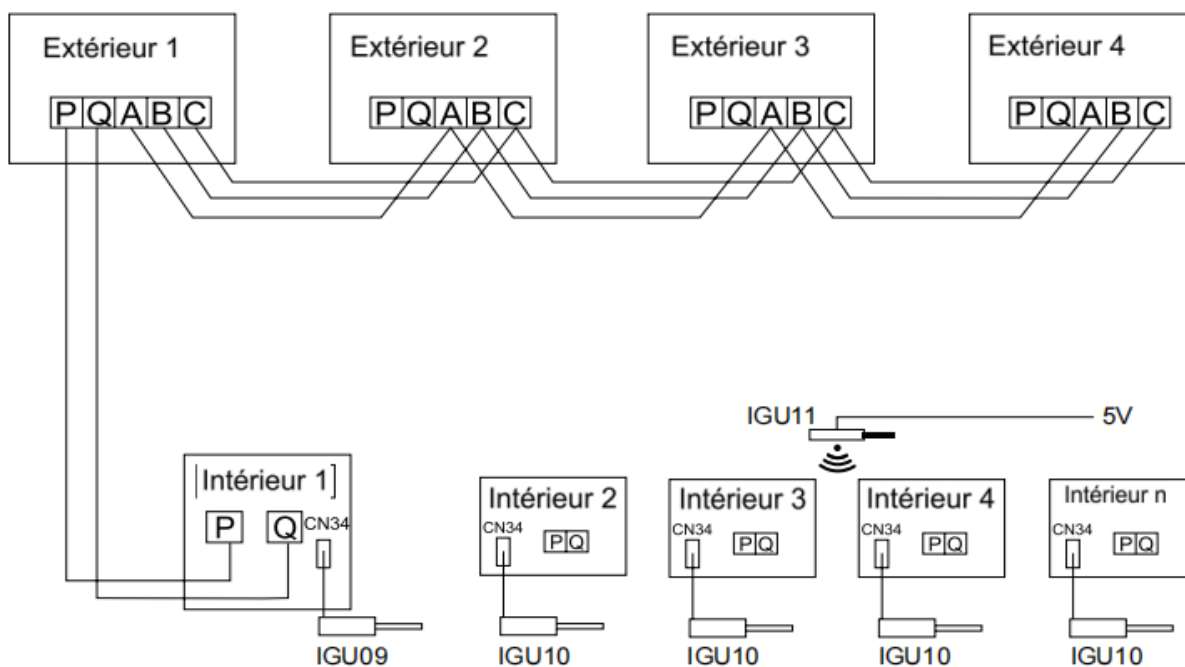 Extérieur 1
Extérieur 2
Extérieur 3
Extérieur 4
P Q A B C
P Q A B C
P Q A B C
P Q A B C
IGU11
5V
[Intérieur 1]
Intérieur 2
Intérieur 3
Intérieur 4
Intérieur n
P
Q
CN34
CN34
P Q
CN34
P Q
CN34
P Q
CN34
P Q
IGU09
IGU10
IGU10
IGU10
IGU10